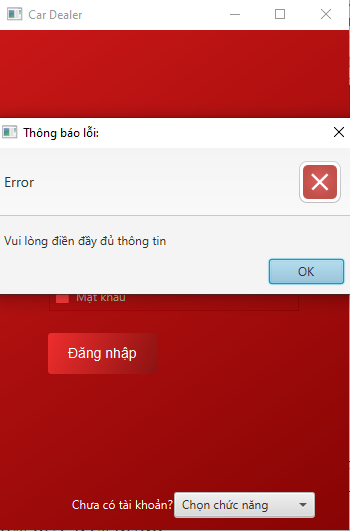 Car Dealer
Thông báo lỗi:
Error
Vui lòng điền đầy đủ thông tin
OK
Mật khẩu
Đăng nhập
Chưa có tài khoản? Chọn chức năng